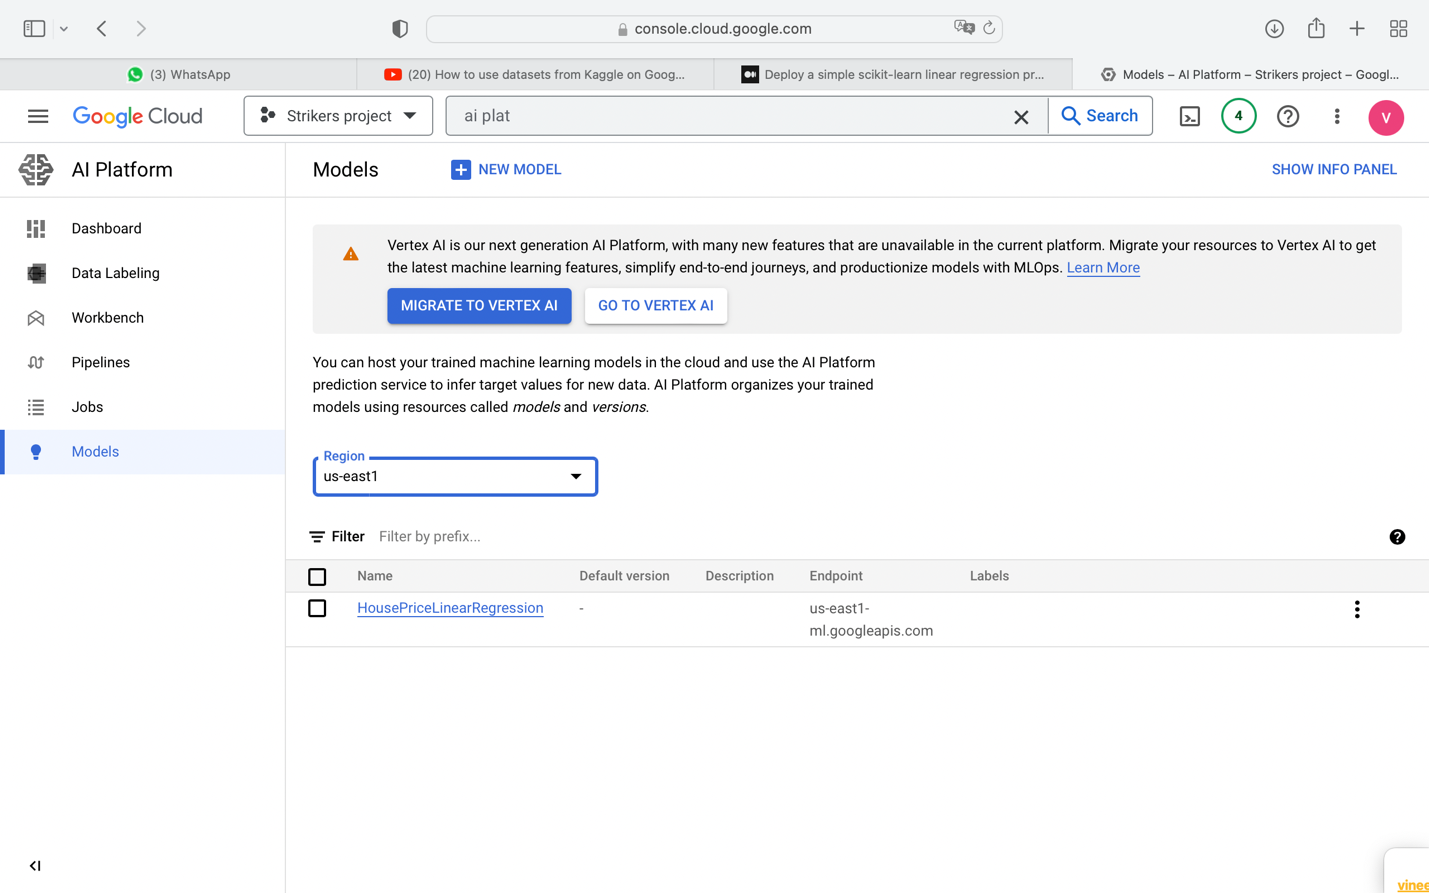 console.cloud.google.com
(3) WhatsApp
(20) How to use datasets from Kaggle on Goog...
Deploy a simple scikit-learn linear regression pr...
Models – AI Platform – Strikers project – Googl...
Google Cloud
Strikers project
ai plat
Search
4
V
AI Platform
Models
NEW MODEL
SHOW INFO PANEL
Dashboard
Data Labeling
Workbench
Pipelines
Jobs
Models
Vertex AI is our next generation AI Platform, with many new features that are unavailable in the current platform. Migrate your resources to Vertex AI to get
the latest machine learning features, simplify end-to-end journeys, and productionize models with MLOps. Learn More
MIGRATE TO VERTEX AI
GO TO VERTEX AI
You can host your trained machine learning models in the cloud and use the AI Platform
prediction service to infer target values for new data. AI Platform organizes your trained
models using resources called models and versions.
Region
us-east1
Filter Filter by prefix...
Name Default version Description Endpoint Labels
HousePriceLinearRegression - us-east1-
ml.googleapis.com